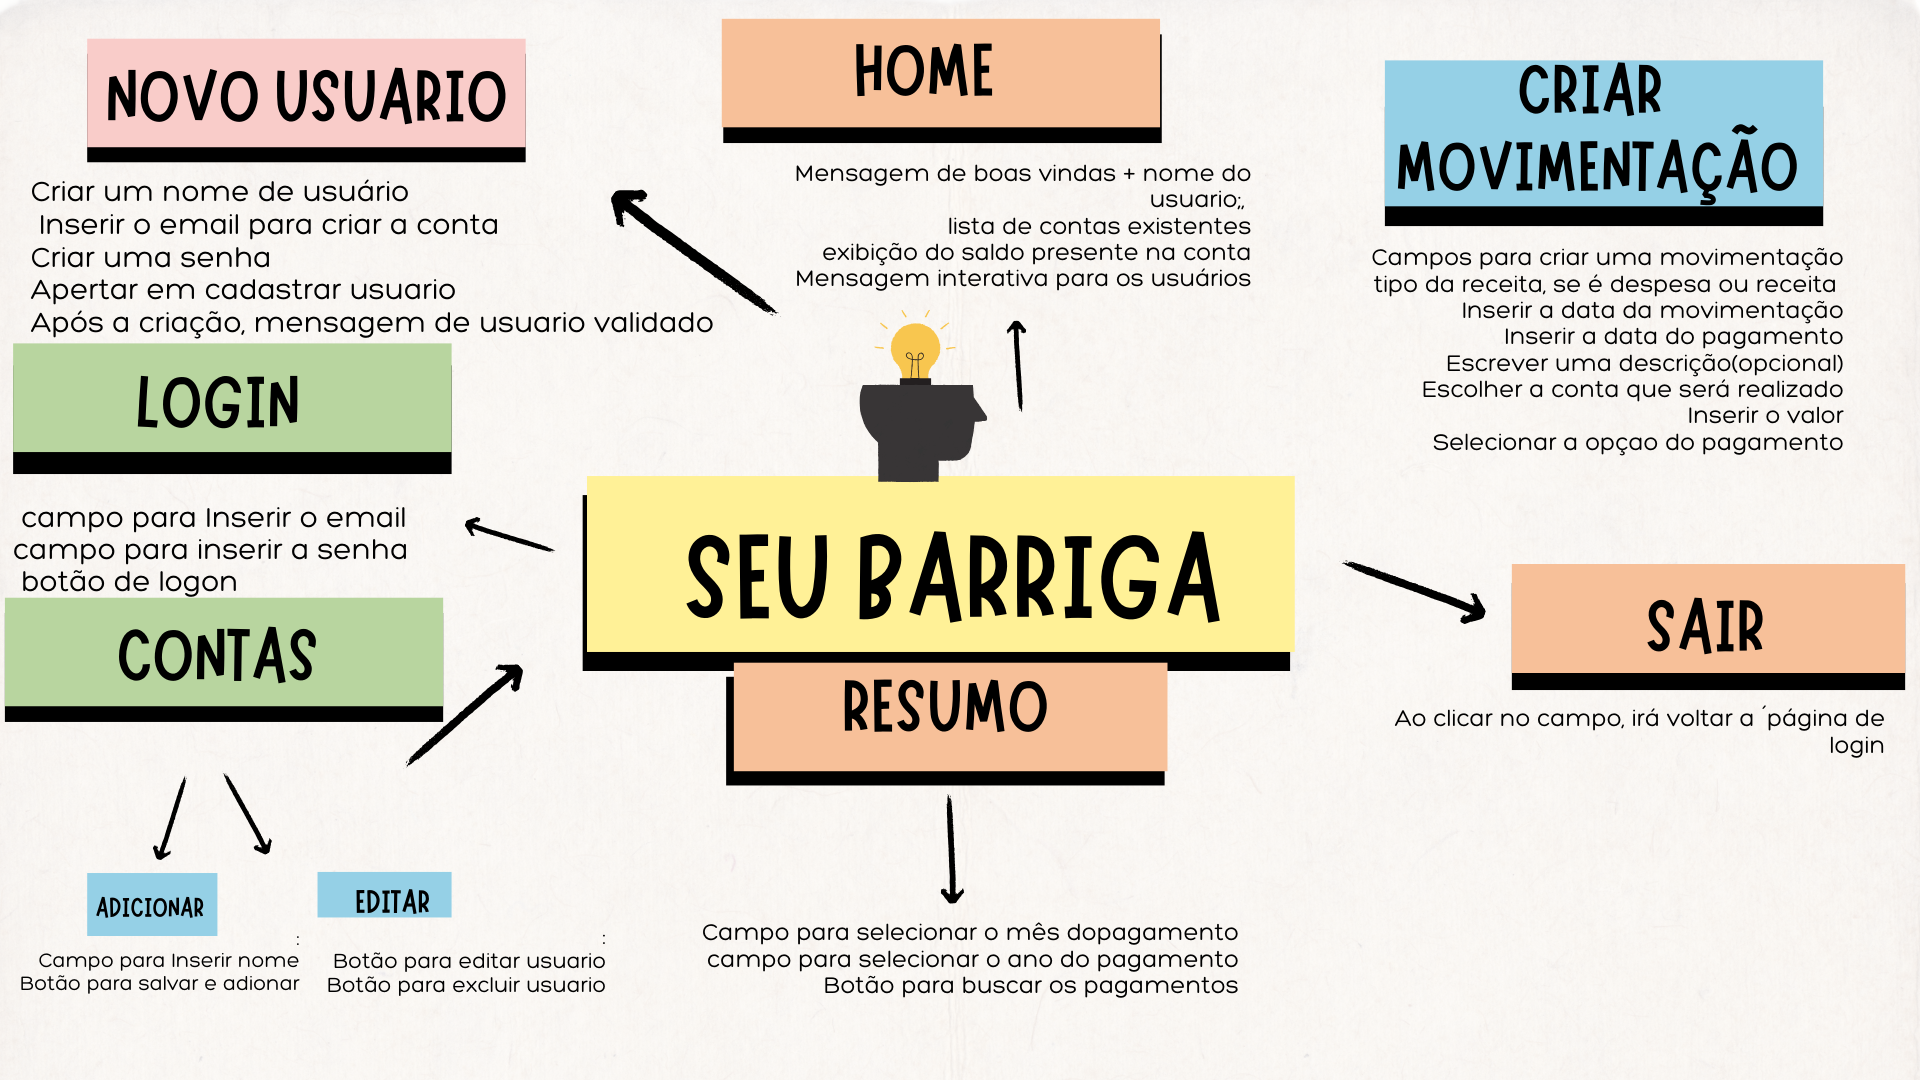 NOVO USUARIO
Criar um nome de usuário
Inserir o email para criar a conta
Criar uma senha
Apertar em cadastrar usuario
Após a criação, mensagem de usuario validado
HOME
Mensagem de boas vindas + nome do
usuario;,
lista de contas existentes
exibição do saldo presente na conta
Mensagem interativa para os usuários
CRIAR
MOVIMENTAÇÃO
Campos para criar uma movimentação
tipo da receita, se é despesa ou receita
Inserir a data da movimentação
Inserir a data do pagamento
Escrever uma descrição(opcional)
Escolher a conta que será realizado
Inserir o valor
Selecionar a opçao do pagamento
LOGIN
campo para Inserir o email
campo para inserir a senha
botão de logon
SEU BARRIGA
CONTAS
SAIR
Ao clicar no campo, irá voltar a ´página de
login
RESUMO
ADICIONAR
:
Campo para Inserir nome
Botão para salvar e adionar
EDITAR
:
Botão para editar usuario
Botão para excluir usuario
Campo para selecionar o mês dopagamento
campo para selecionar o ano do pagamento
Botão para buscar os pagamentos